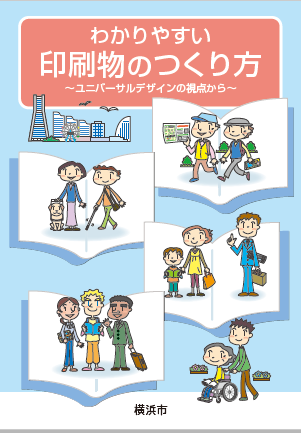 わかりやすい
印刷物のつくり方
～ユニバーサルデザインの視点から～
横浜市